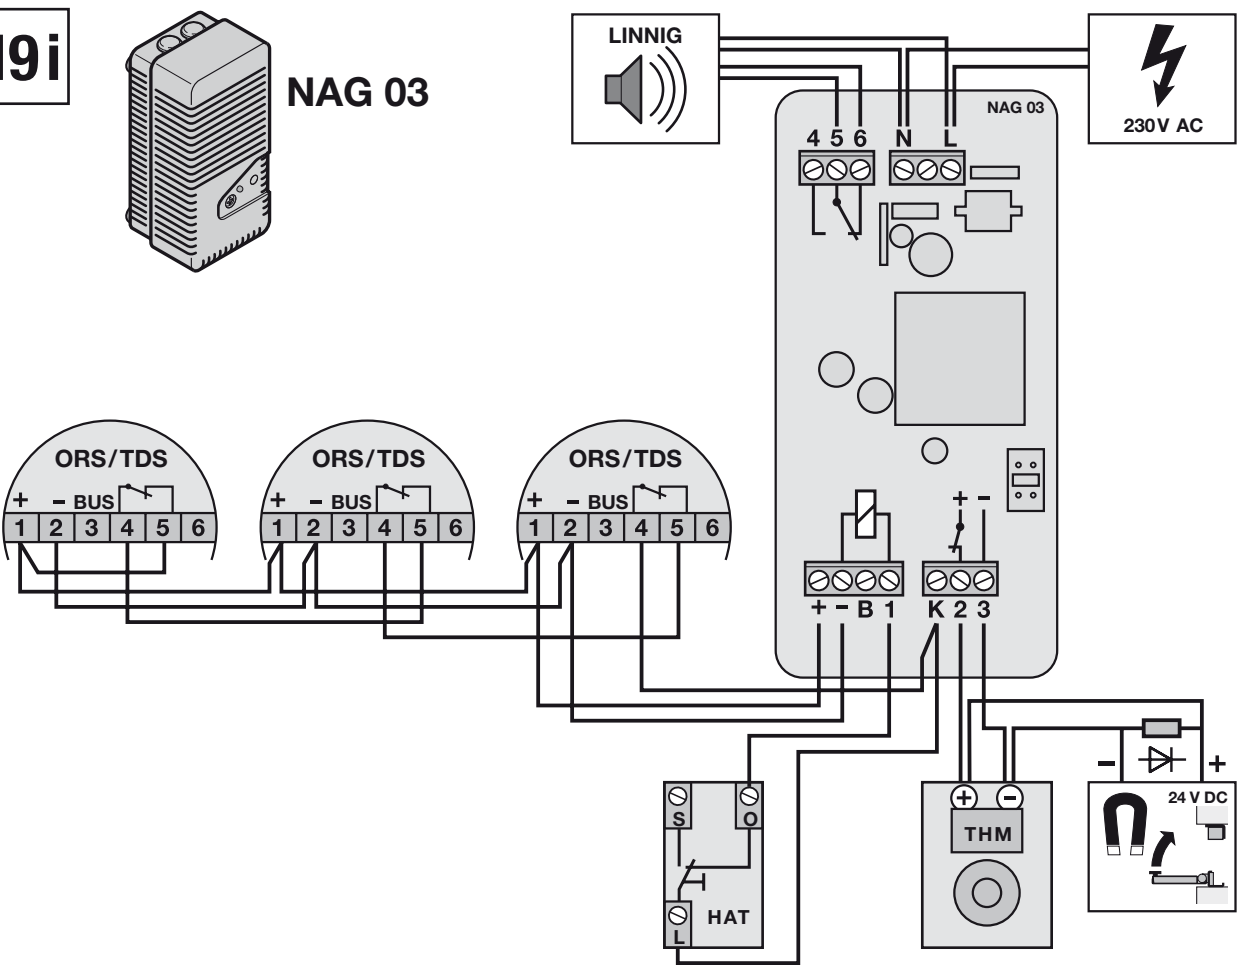 19i
NAG 03
LINNIG
230 V AC
NAG 03
4 5 6 N L
ORS/TDS
+ − BUS
1 2 3 4 5 6
ORS/TDS
+ − BUS
1 2 3 4 5 6
ORS/TDS
+ − BUS
1 2 3 4 5 6
+ −
+ − B 1 K 2 3
− +
S O
HAT
L
+ −
THM
24 V DC